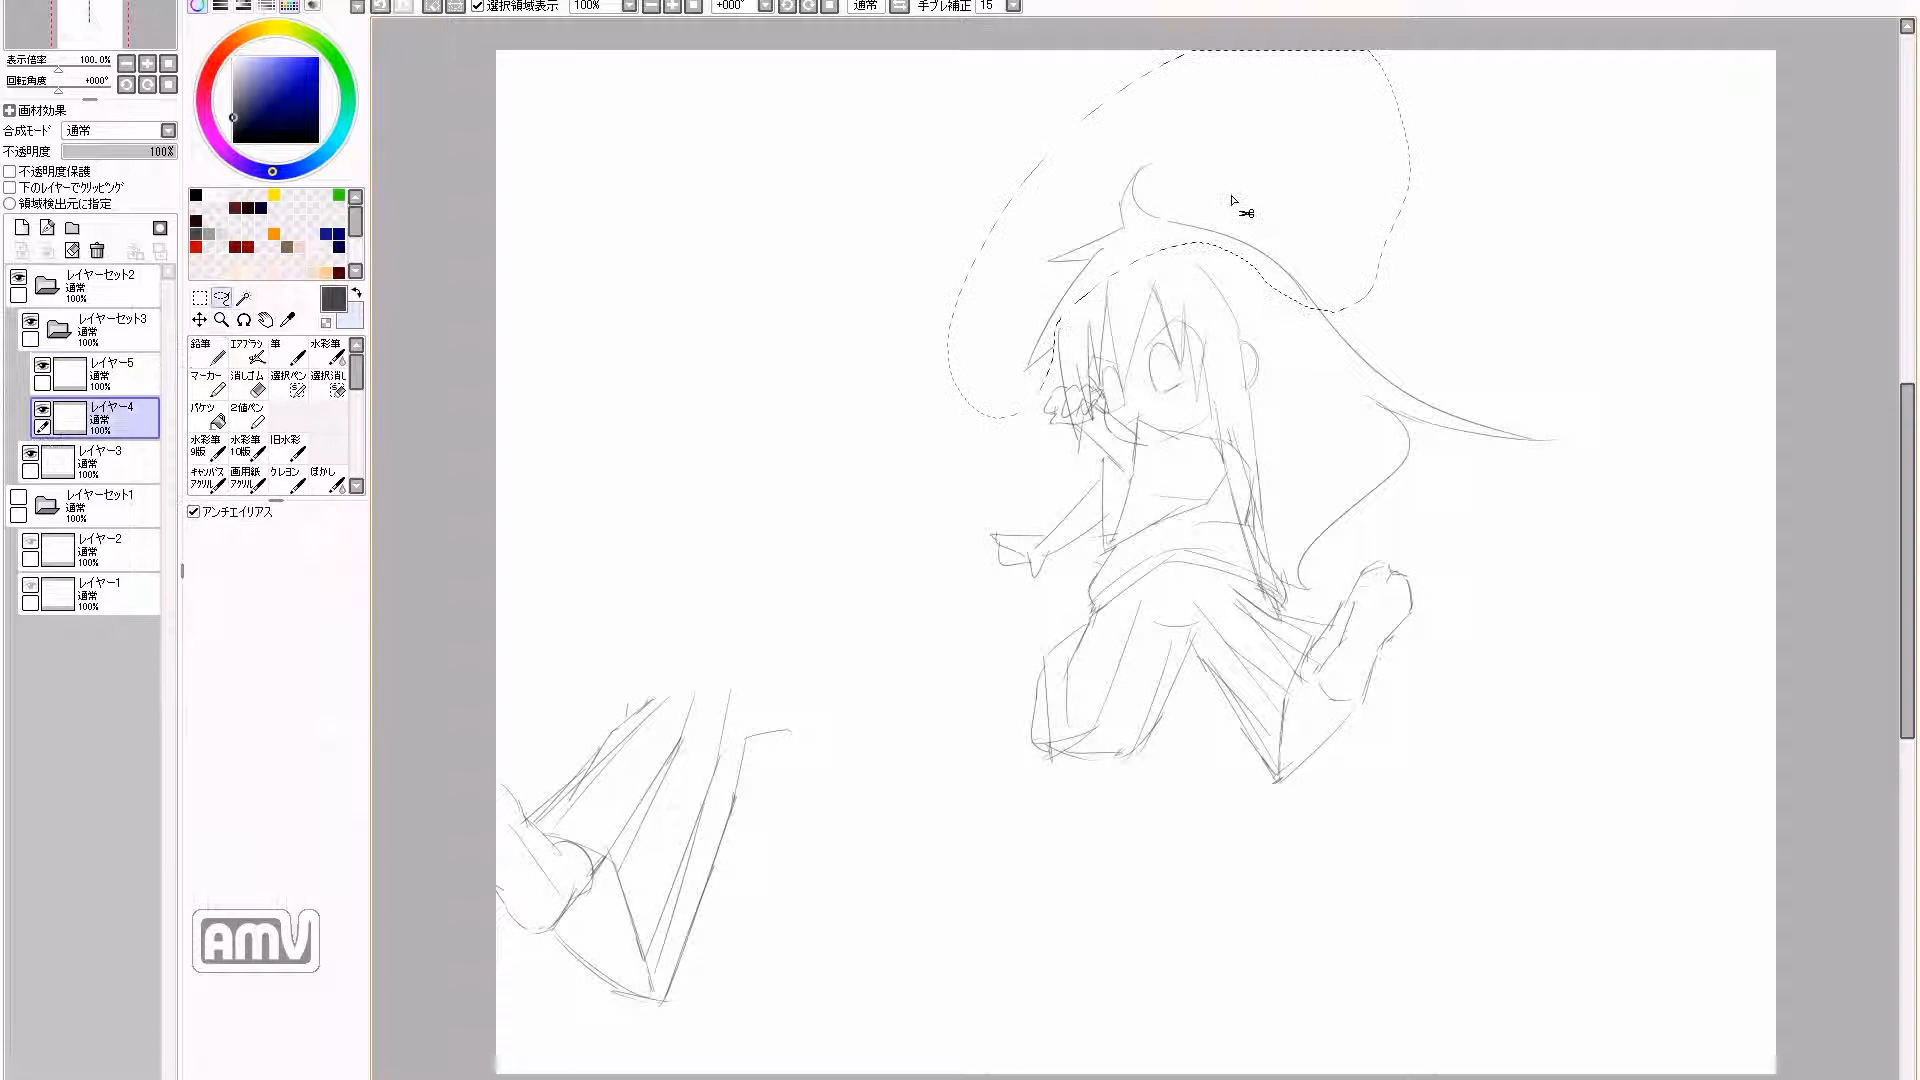 選択領域表示 100% +000° 通常 手ブレ補正 15
表示倍率 100.0%
回転角度 +000°
画材効果
合成モード 通常
不透明度 100%
不透明度保護
下のレイヤーでクリッピング
領域検出元に指定
レイヤーセット2
通常
100%
レイヤーセット3
通常
100%
レイヤー5
通常
100%
レイヤー4
通常
100%
レイヤー3
通常
100%
レイヤーセット1
通常
100%
レイヤー2
通常
100%
レイヤー1
通常
100%
鉛筆 エアブラシ 筆 水彩筆
マーカー 消しゴム 選択ペン 選択消し
バケツ 2値ペン
水彩筆 水彩筆 旧水彩
9版 10版
キャンバス 画用紙 クレヨン ぼかし
アクリル アクリル
アンチエイリアス
AMV